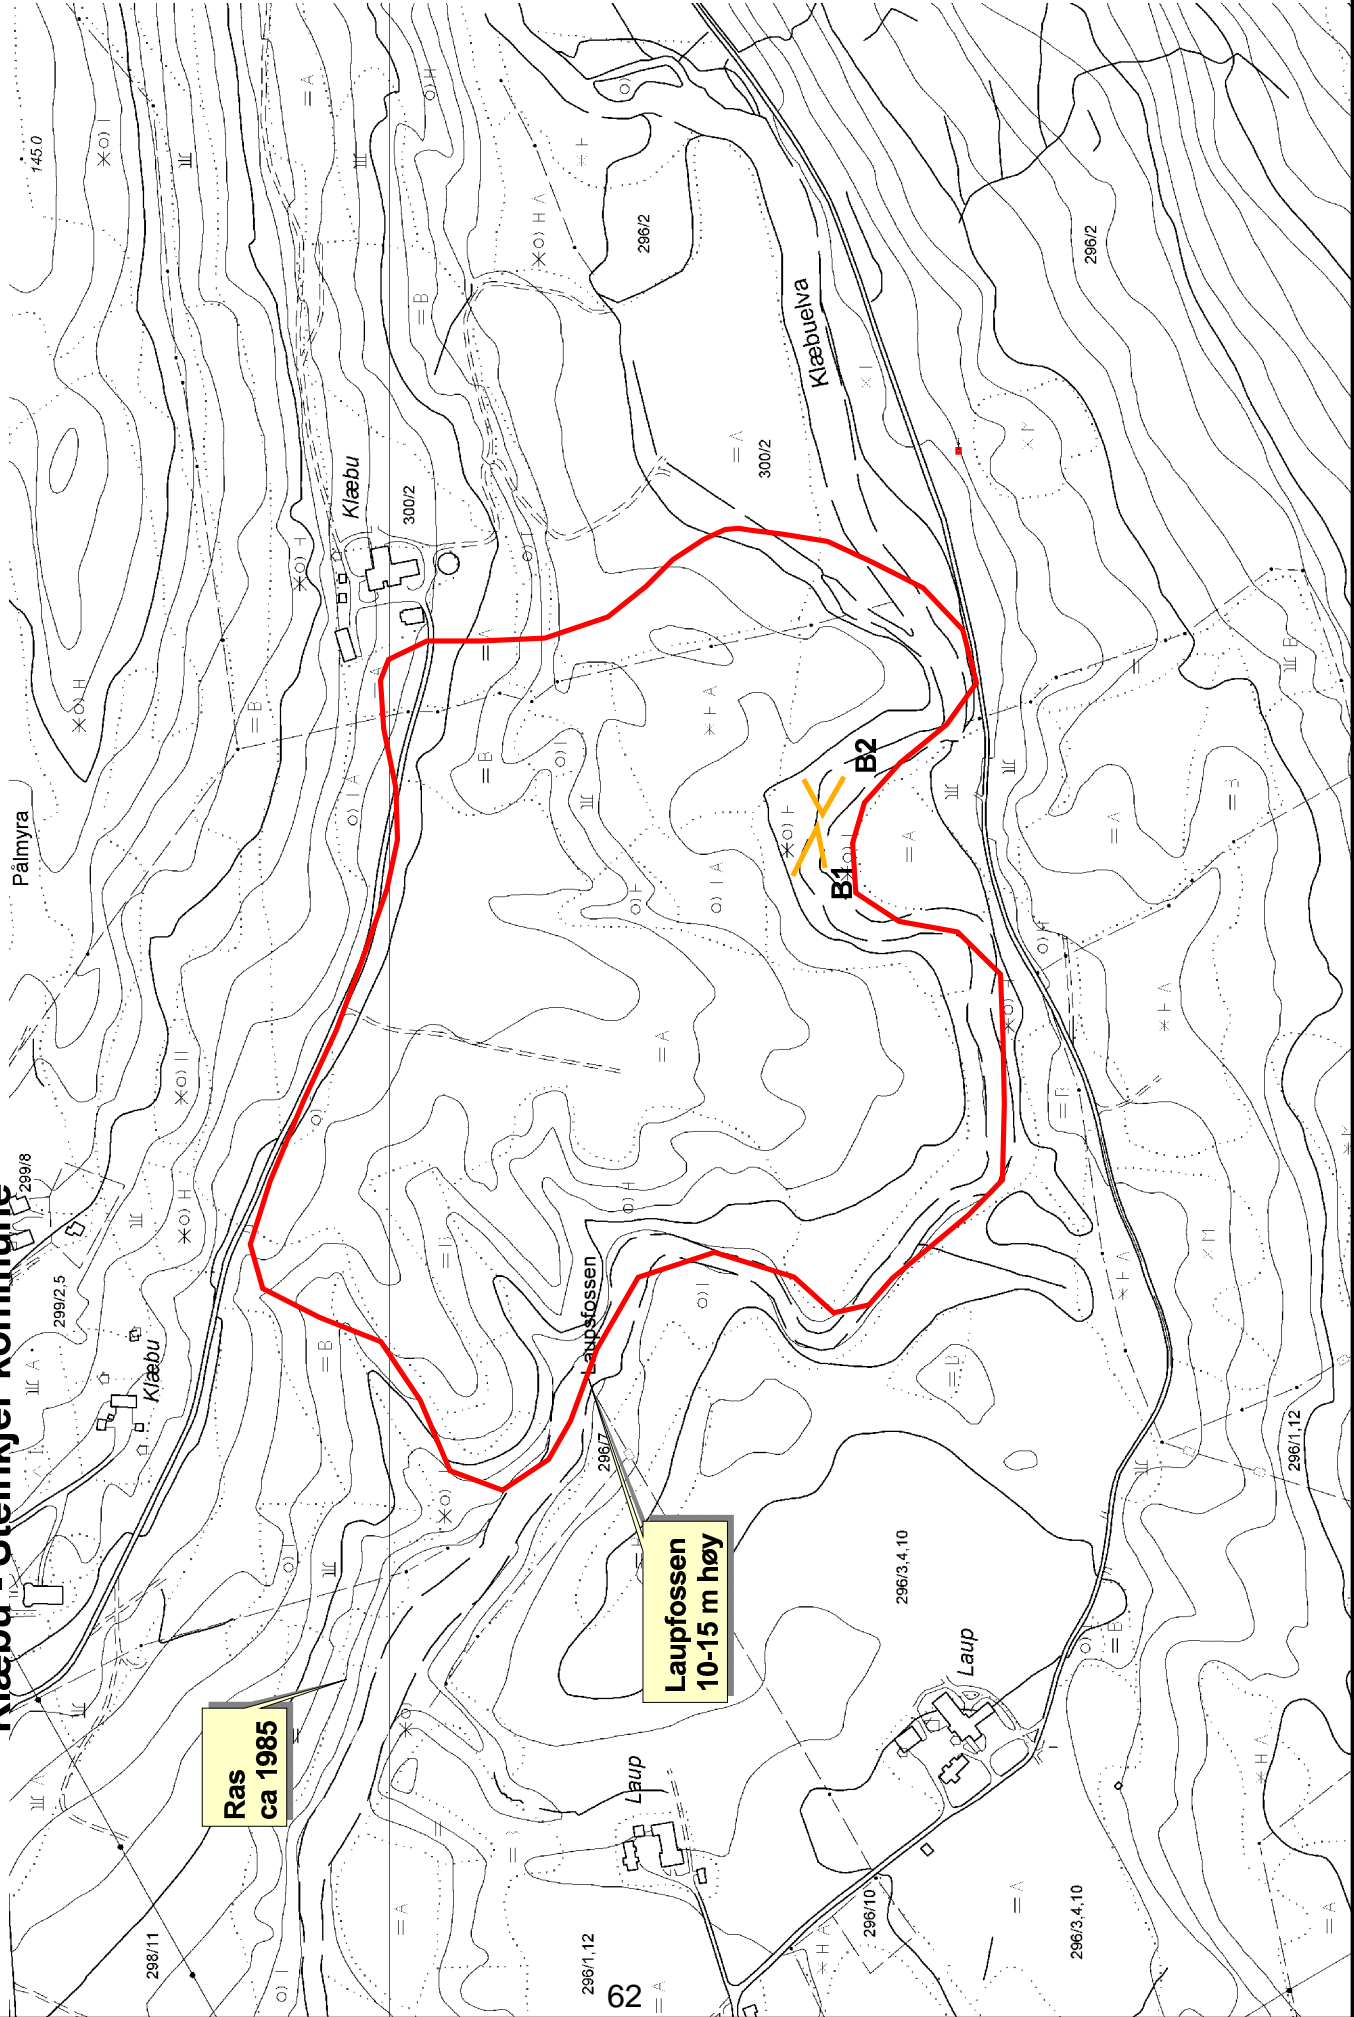 Klæbu - Steinkjer kommune
145.0
Pålmyra
299/8
299/2,5
Klæbu
298/11
Ras
ca 1985
Klæbu
300/2
296/2
296/2
Klæbuelva
300/2
B1
B2
Laupsfossen
296/7
Laupfossen
10-15 m høy
296/3,4,10
Laup
Laup
296/1,12
296/1,12
296/10
296/3,4,10
62